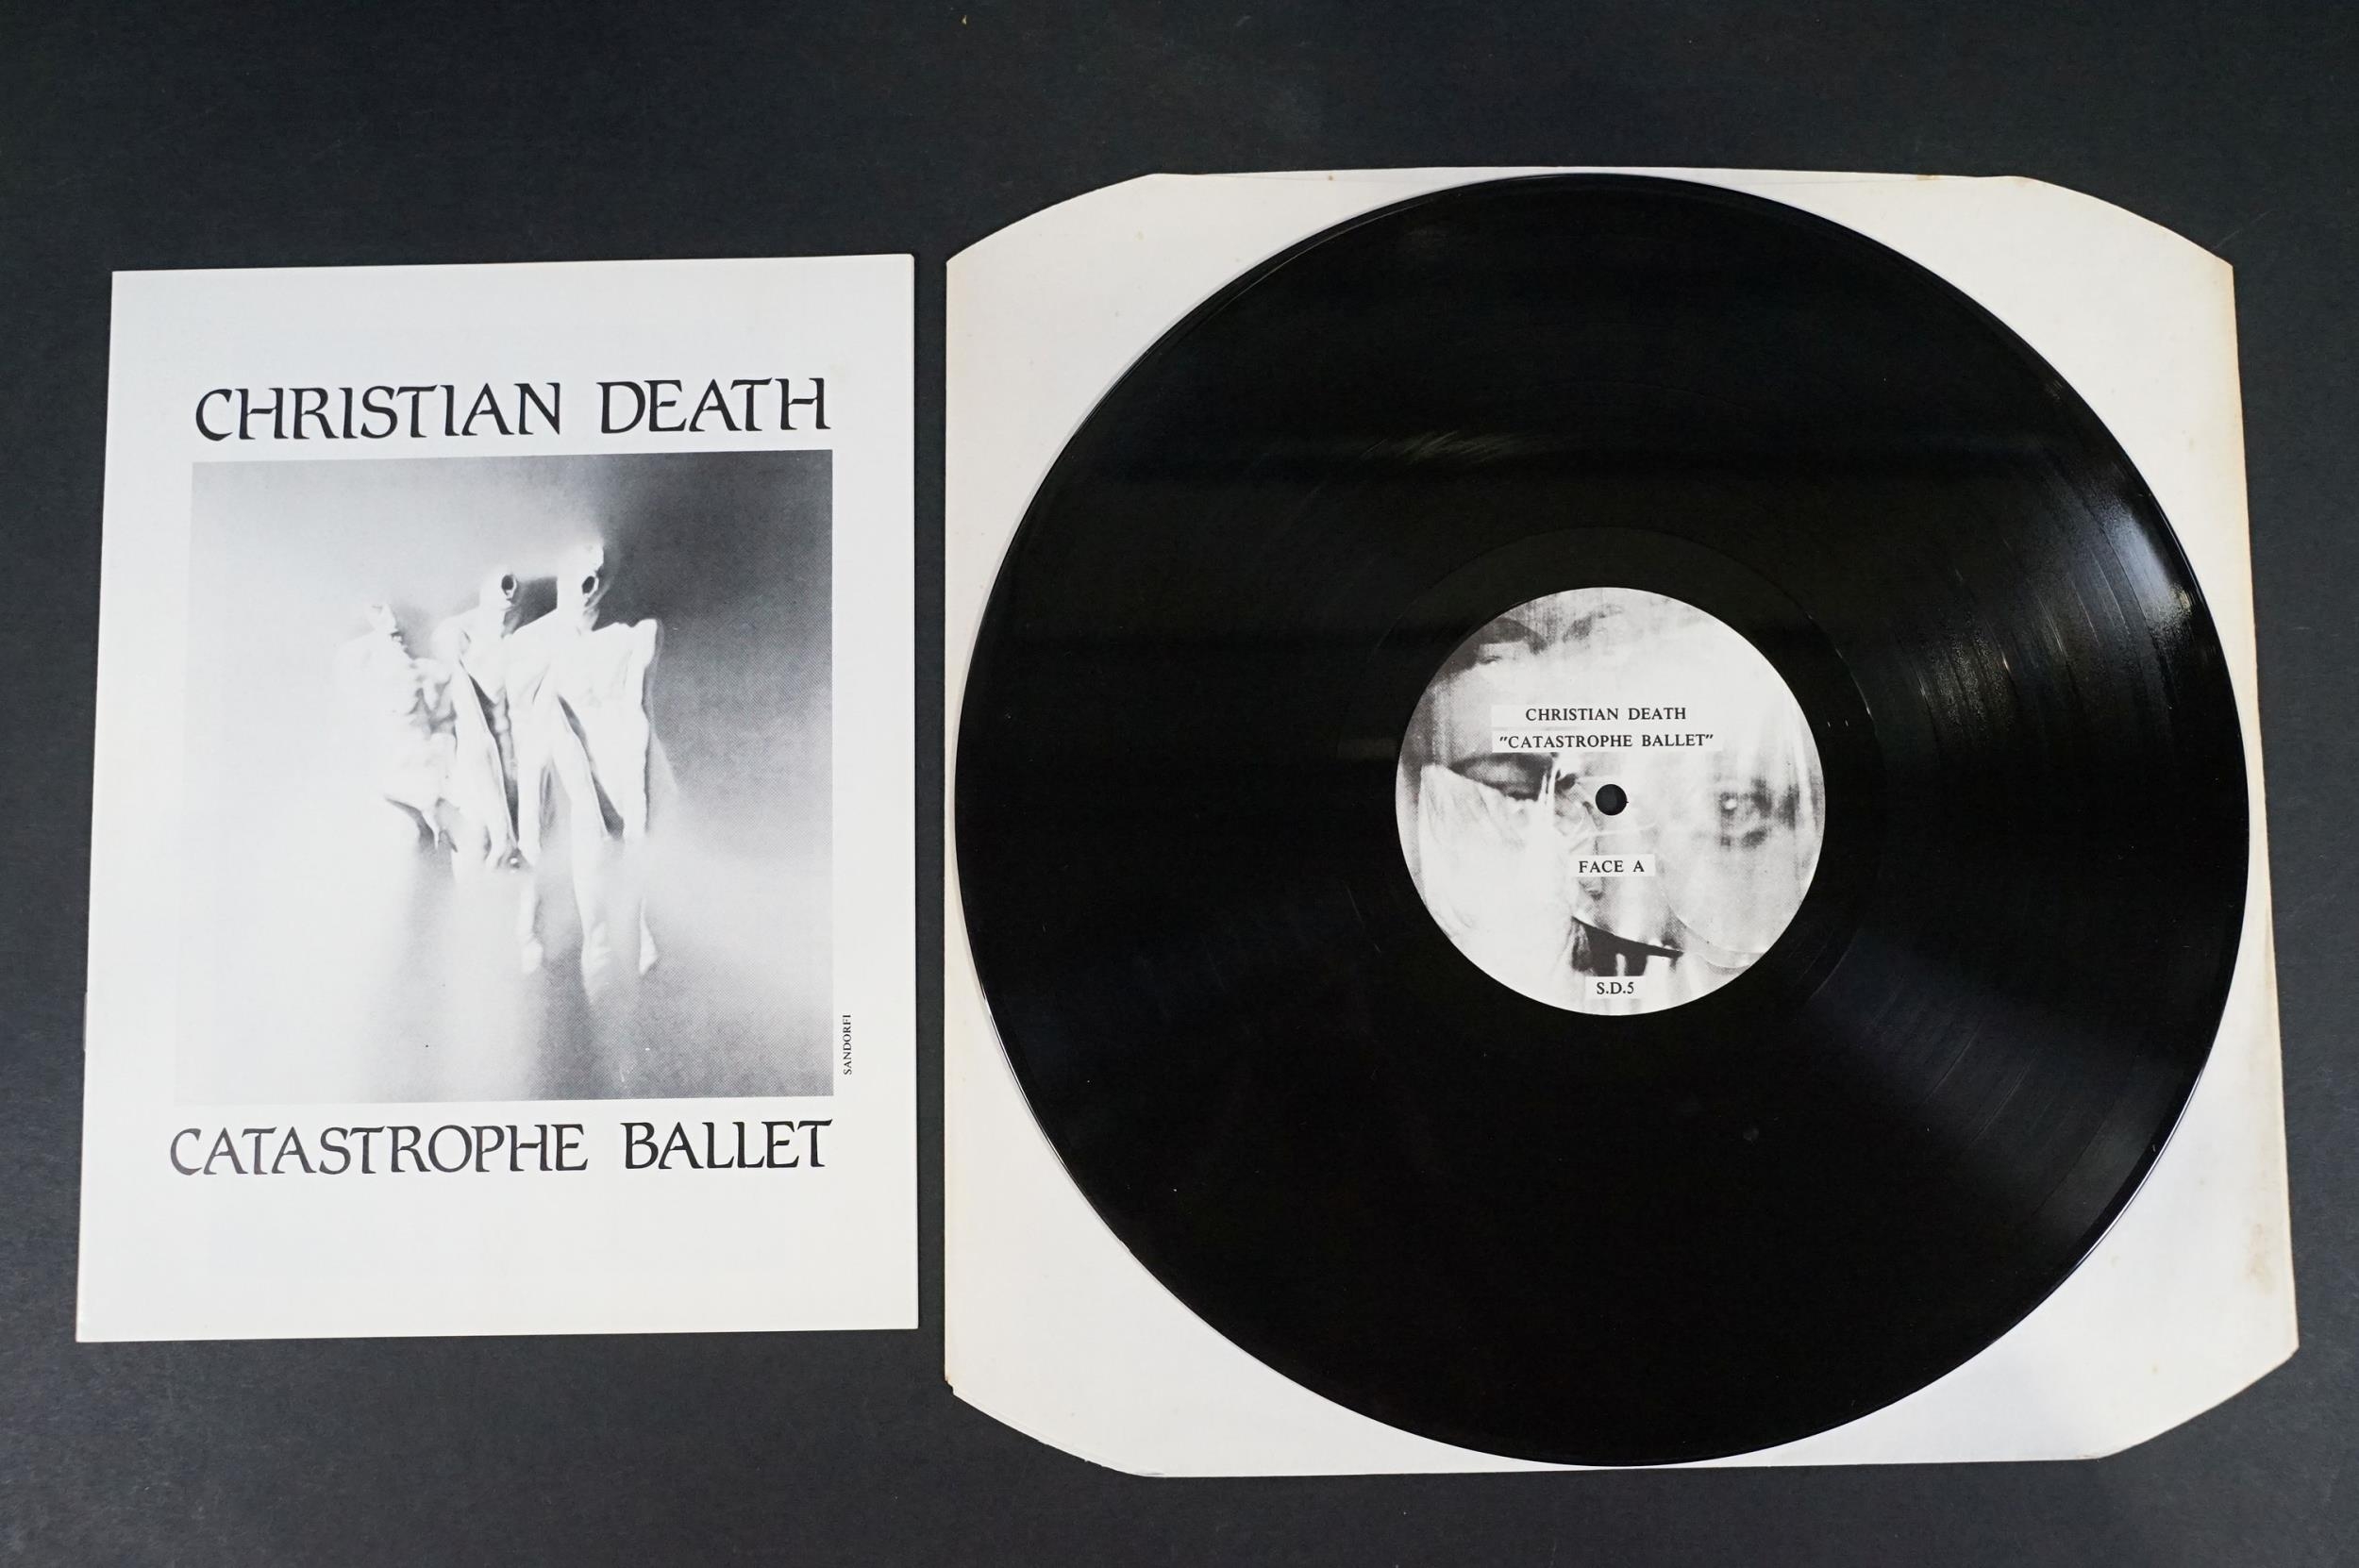 CHRISTIAN DEATH
SANDORFI
CATASTROPHE BALLET
CHRISTIAN DEATH
"CATASTROPHE BALLET"
FACE A
S.D.5